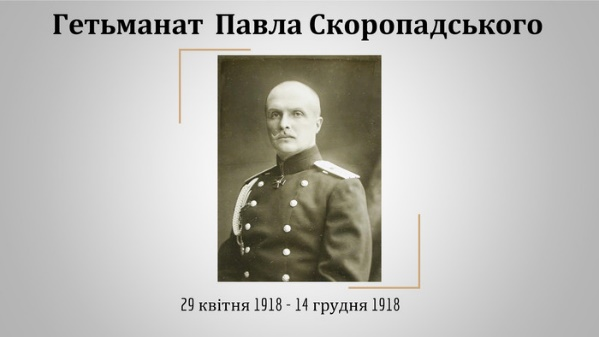 Гетьманат Павла Скоропадського
29 квітня 1918 - 14 грудня 1918